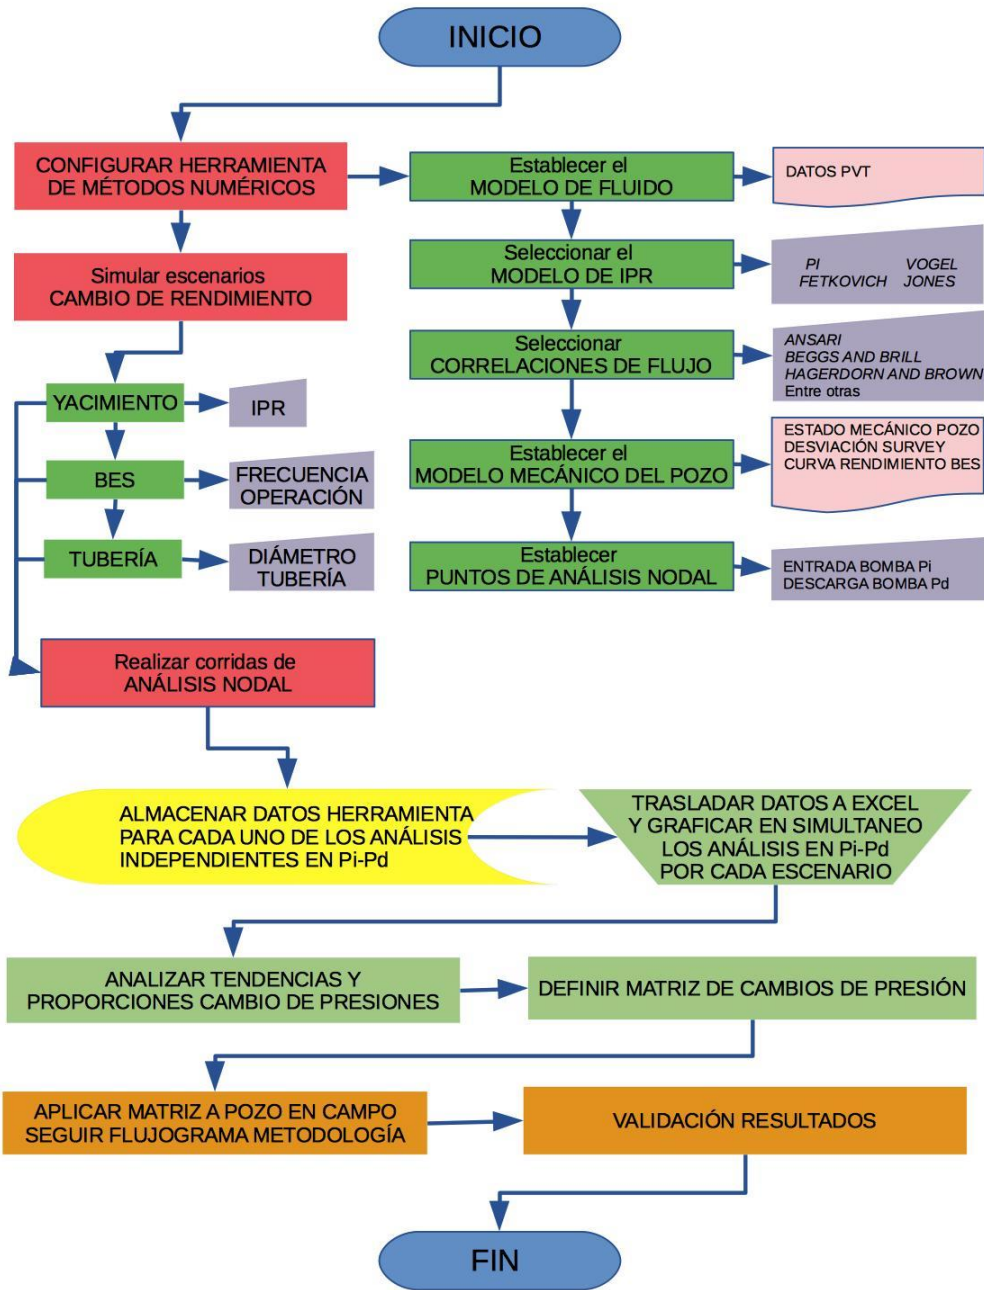 INICIO
CONFIGURAR HERRAMIENTA
DE MÉTODOS NUMÉRICOS
Establecer el
MODELO DE FLUIDO
DATOS PVT
Simular escenarios
CAMBIO DE RENDIMIENTO
Seleccionar el
MODELO DE IPR
PI VOGEL
FETKOVICH JONES
Seleccionar
CORRELACIONES DE FLUJO
ANSARI
BEGGS AND BRILL
HAGERDORN AND BROWN
Entre otras
YACIMIENTO
IPR
BES
FRECUENCIA
OPERACIÓN
Establecer el
MODELO MECÁNICO DEL POZO
ESTADO MECÁNICO POZO
DESVIACIÓN SURVEY
CURVA RENDIMIENTO BES
TUBERÍA
DIÁMETRO
TUBERÍA
Establecer
PUNTOS DE ANÁLISIS NODAL
ENTRADA BOMBA Pi
DESCARGA BOMBA Pd
Realizar corridas de
ANÁLISIS NODAL
ALMACENAR DATOS HERRAMIENTA
PARA CADA UNO DE LOS ANÁLISIS
INDEPENDIENTES EN Pi-Pd
TRASLADAR DATOS A EXCEL
Y GRAFICAR EN SIMULTANEO
LOS ANÁLISIS EN Pi-Pd
POR CADA ESCENARIO
ANALIZAR TENDENCIAS Y
PROPORCIONES CAMBIO DE PRESIONES
DEFINIR MATRIZ DE CAMBIOS DE PRESIÓN
APLICAR MATRIZ A POZO EN CAMPO
SEGUIR FLUJOGRAMA METODOLOGÍA
VALIDACIÓN RESULTADOS
FIN